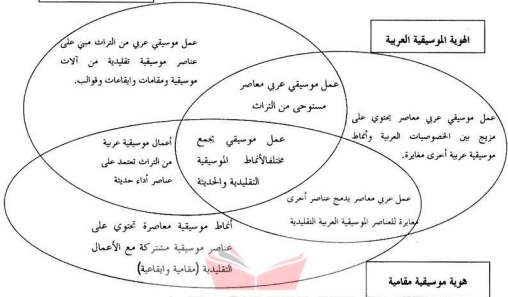 الهوية الموسيقية العربية
عمل موسيقي عربي من التراث مبني على
عناصر موسيقية تقليدية من آلات
موسيقية ومقامات وايقاعات وقوالب.
عمل موسيقي عربي معاصر
مستوحى من التراث
عمل موسيقي عربي معاصر يحتوي على
مزيج بين الخصوصيات العربية وأنماط
موسيقية عربية أخرى مغايرة.
أعمال موسيقية عربية
من التراث تعتمد على
عناصر أداء حديثة
عمل موسيقي يجمع
مختلفالأنماط الموسيقية
التقليدية والحديثة
عمل عربي معاصر يدمج عناصر أخرى
مغايرة للعناصر الموسيقية العربية التقليدية
أنماط موسيقية معاصرة تحتوي على
عناصر موسيقية مشتركة مع الأعمال
التقليدية (مقامية وايقاعية)
هوية موسيقية مقامية